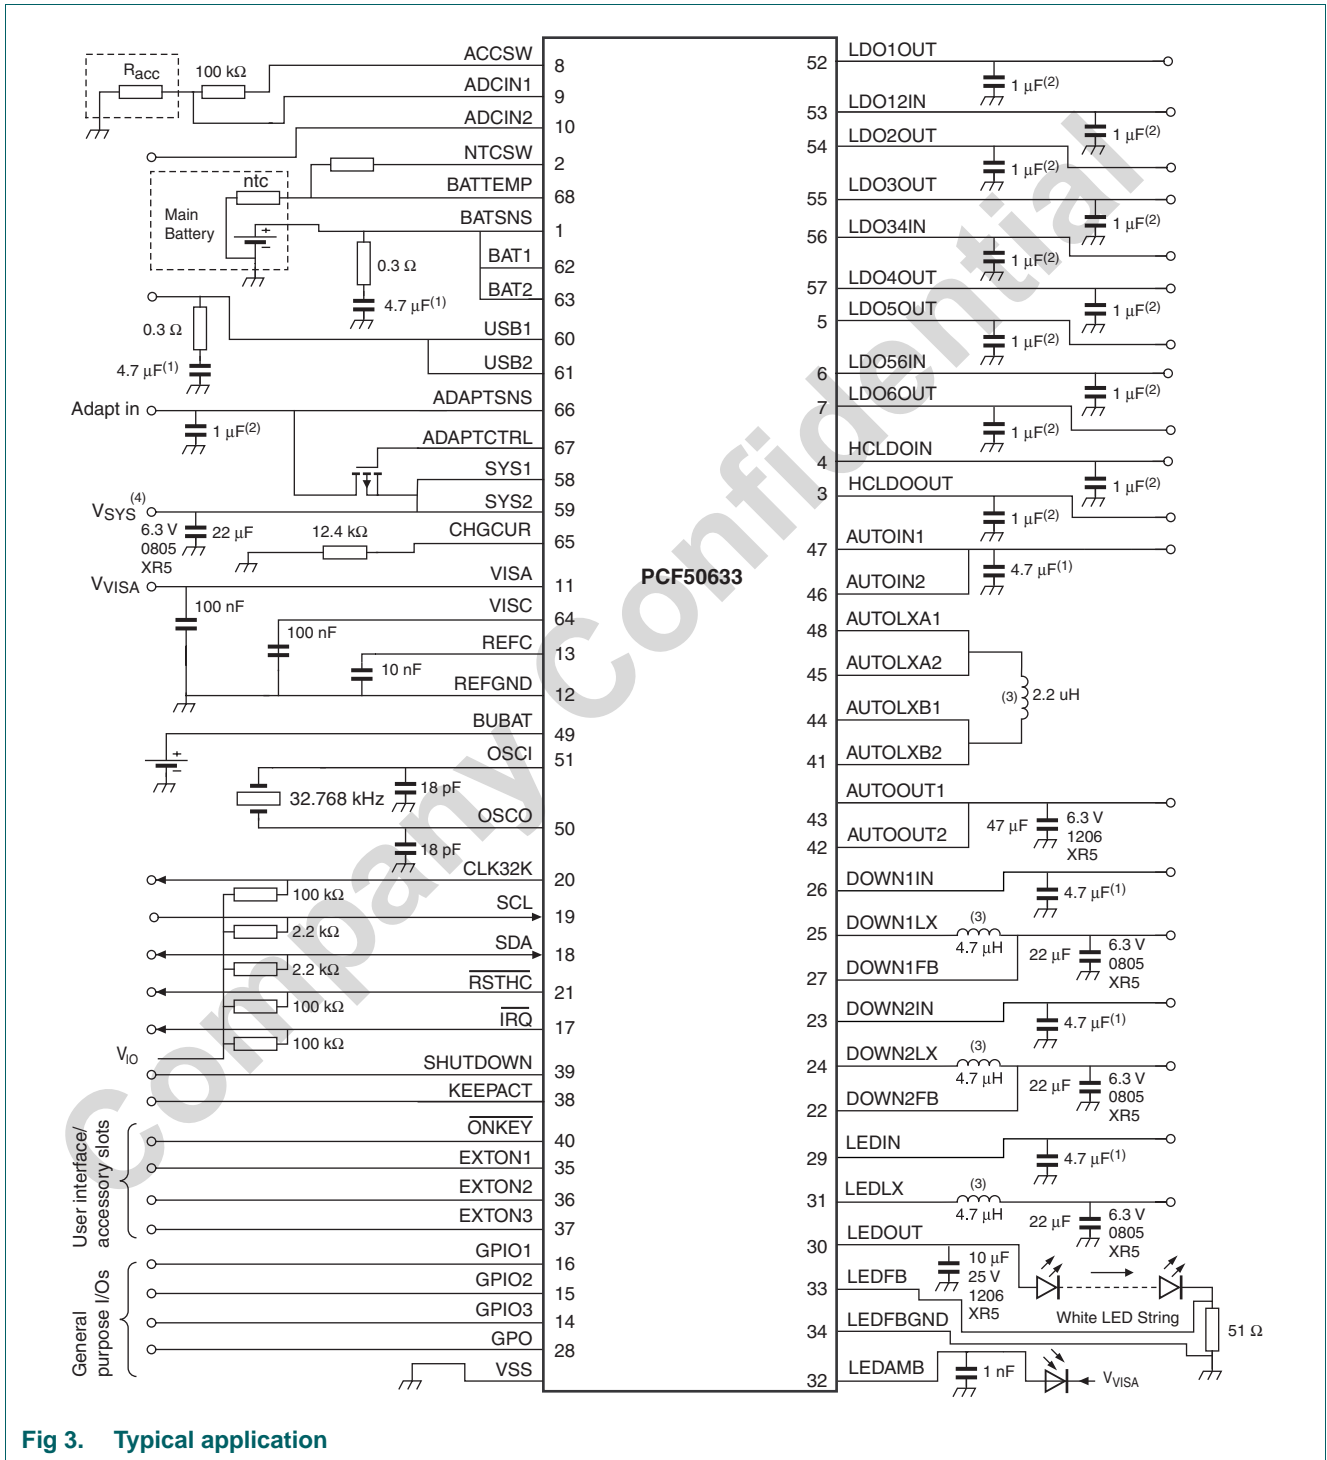 ACCSW
8
R_acc
100 kΩ
ADCIN1
9
ADCIN2
10
NTCSW
2
ntc
BATTEMP
68
Main
Battery
BATSNS
1
+
−
0.3 Ω
BAT1
62
4.7 μF(1)
BAT2
63
0.3 Ω
USB1
60
4.7 μF(1)
USB2
61
Adapt in
ADAPTSNS
66
1 μF(2)
ADAPTCTRL
67
SYS1
58
V_SYS(4)
SYS2
59
6.3 V
0805
XR5
22 μF
12.4 kΩ
CHGCUR
65
V_VISA
VISA
11
100 nF
VISC
64
100 nF
REFC
13
10 nF
REFGND
12
BUBAT
49
+
−
OSCI
51
18 pF
32.768 kHz
OSCO
50
18 pF
CLK32K
20
100 kΩ
SCL
19
2.2 kΩ
SDA
18
2.2 kΩ
RSTHC
21
100 kΩ
IRQ
17
100 kΩ
V_IO
SHUTDOWN
39
KEEPACT
38
User interface/
accessory slots
ONKEY
40
EXTON1
35
EXTON2
36
EXTON3
37
General
purpose I/Os
GPIO1
16
GPIO2
15
GPIO3
14
GPO
28
VSS
PCF50633
52
LDO1OUT
1 μF(2)
53
LDO12IN
1 μF(2)
54
LDO2OUT
1 μF(2)
55
LDO3OUT
1 μF(2)
56
LDO34IN
1 μF(2)
57
LDO4OUT
1 μF(2)
5
LDO5OUT
1 μF(2)
6
LDO56IN
1 μF(2)
7
LDO6OUT
1 μF(2)
4
HCLDOIN
1 μF(2)
3
HCLDOOUT
1 μF(2)
47
AUTOIN1
4.7 μF(1)
46
AUTOIN2
48
AUTOLXA1
45
AUTOLXA2
(3)
2.2 uH
44
AUTOLXB1
41
AUTOLXB2
43
AUTOOUT1
42
AUTOOUT2
47 μF
6.3 V
1206
XR5
26
DOWN1IN
4.7 μF(1)
25
DOWN1LX
(3)
4.7 μH
27
DOWN1FB
22 μF
6.3 V
0805
XR5
23
DOWN2IN
4.7 μF(1)
24
DOWN2LX
(3)
4.7 μH
22
DOWN2FB
22 μF
6.3 V
0805
XR5
29
LEDIN
4.7 μF(1)
31
LEDLX
(3)
4.7 μH
22 μF
6.3 V
0805
XR5
30
LEDOUT
10 μF
25 V
1206
XR5
33
LEDFB
White LED String
51 Ω
34
LEDFBGND
32
LEDAMB
1 nF
V_VISA
Company Confidential
Fig 3. Typical application